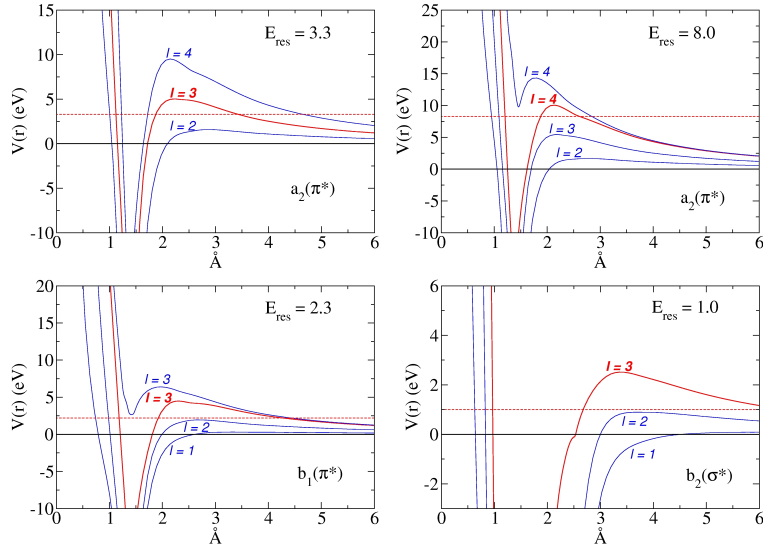 15
10
5
0
-5
-10
V(r) (eV)
E_res = 3.3
l = 4
l = 3
l = 2
a_2(π*)
0 1 2 3 4 5 6
Å
25
20
15
10
5
0
-5
-10
V(r) (eV)
E_res = 8.0
l = 4
l = 4
l = 3
l = 2
a_2(π*)
0 1 2 3 4 5 6
Å
20
15
10
5
0
-5
-10
V(r) (eV)
E_res = 2.3
l = 3
l = 3
l = 2
l = 1
b_1(π*)
0 1 2 3 4 5 6
Å
6
4
2
0
-2
V(r) (eV)
E_res = 1.0
l = 3
l = 2
l = 1
b_2(σ*)
0 1 2 3 4 5 6
Å